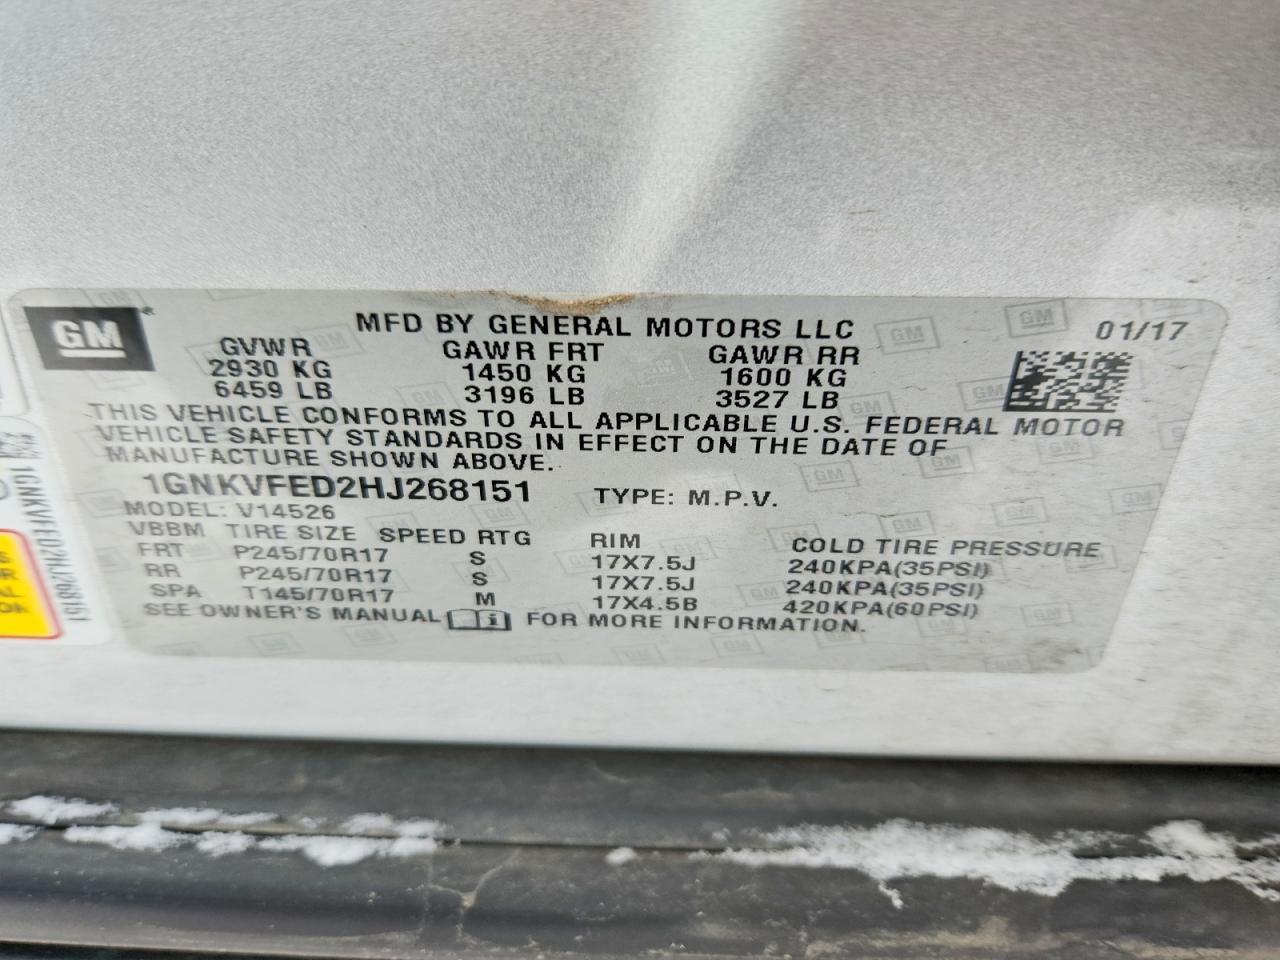 GM
MFD BY GENERAL MOTORS LLC 01/17
GVWR GAWR FRT GAWR RR
2930 KG 1450 KG 1600 KG
6459 LB 3196 LB 3527 LB
THIS VEHICLE CONFORMS TO ALL APPLICABLE U.S. FEDERAL MOTOR
VEHICLE SAFETY STANDARDS IN EFFECT ON THE DATE OF
MANUFACTURE SHOWN ABOVE.
1GNKVFED2HJ268151 TYPE: M.P.V.
MODEL: V14526
VBBM TIRE SIZE SPEED RTG RIM COLD TIRE PRESSURE
FRT P245/70R17 S 17X7.5J 240KPA(35PSI)
RR P245/70R17 S 17X7.5J 240KPA(35PSI)
SPA T145/70R17 M 17X4.5B 420KPA(60PSI)
SEE OWNER'S MANUAL i FOR MORE INFORMATION.
1GNKVFED2HJ268151